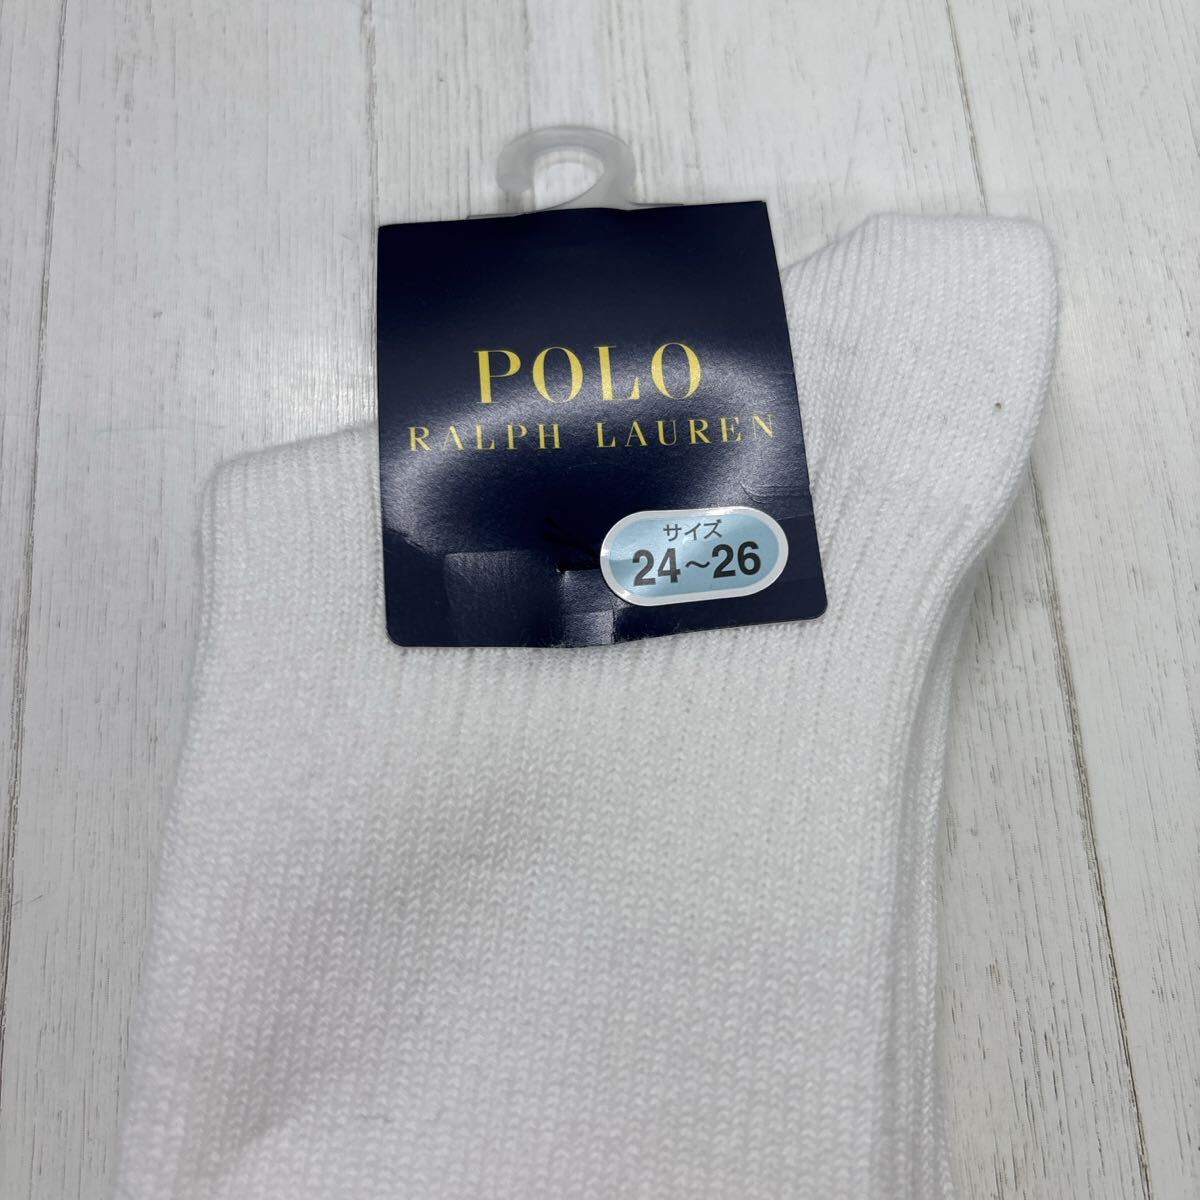 POLO
RALPH LAUREN
サイズ
24～26